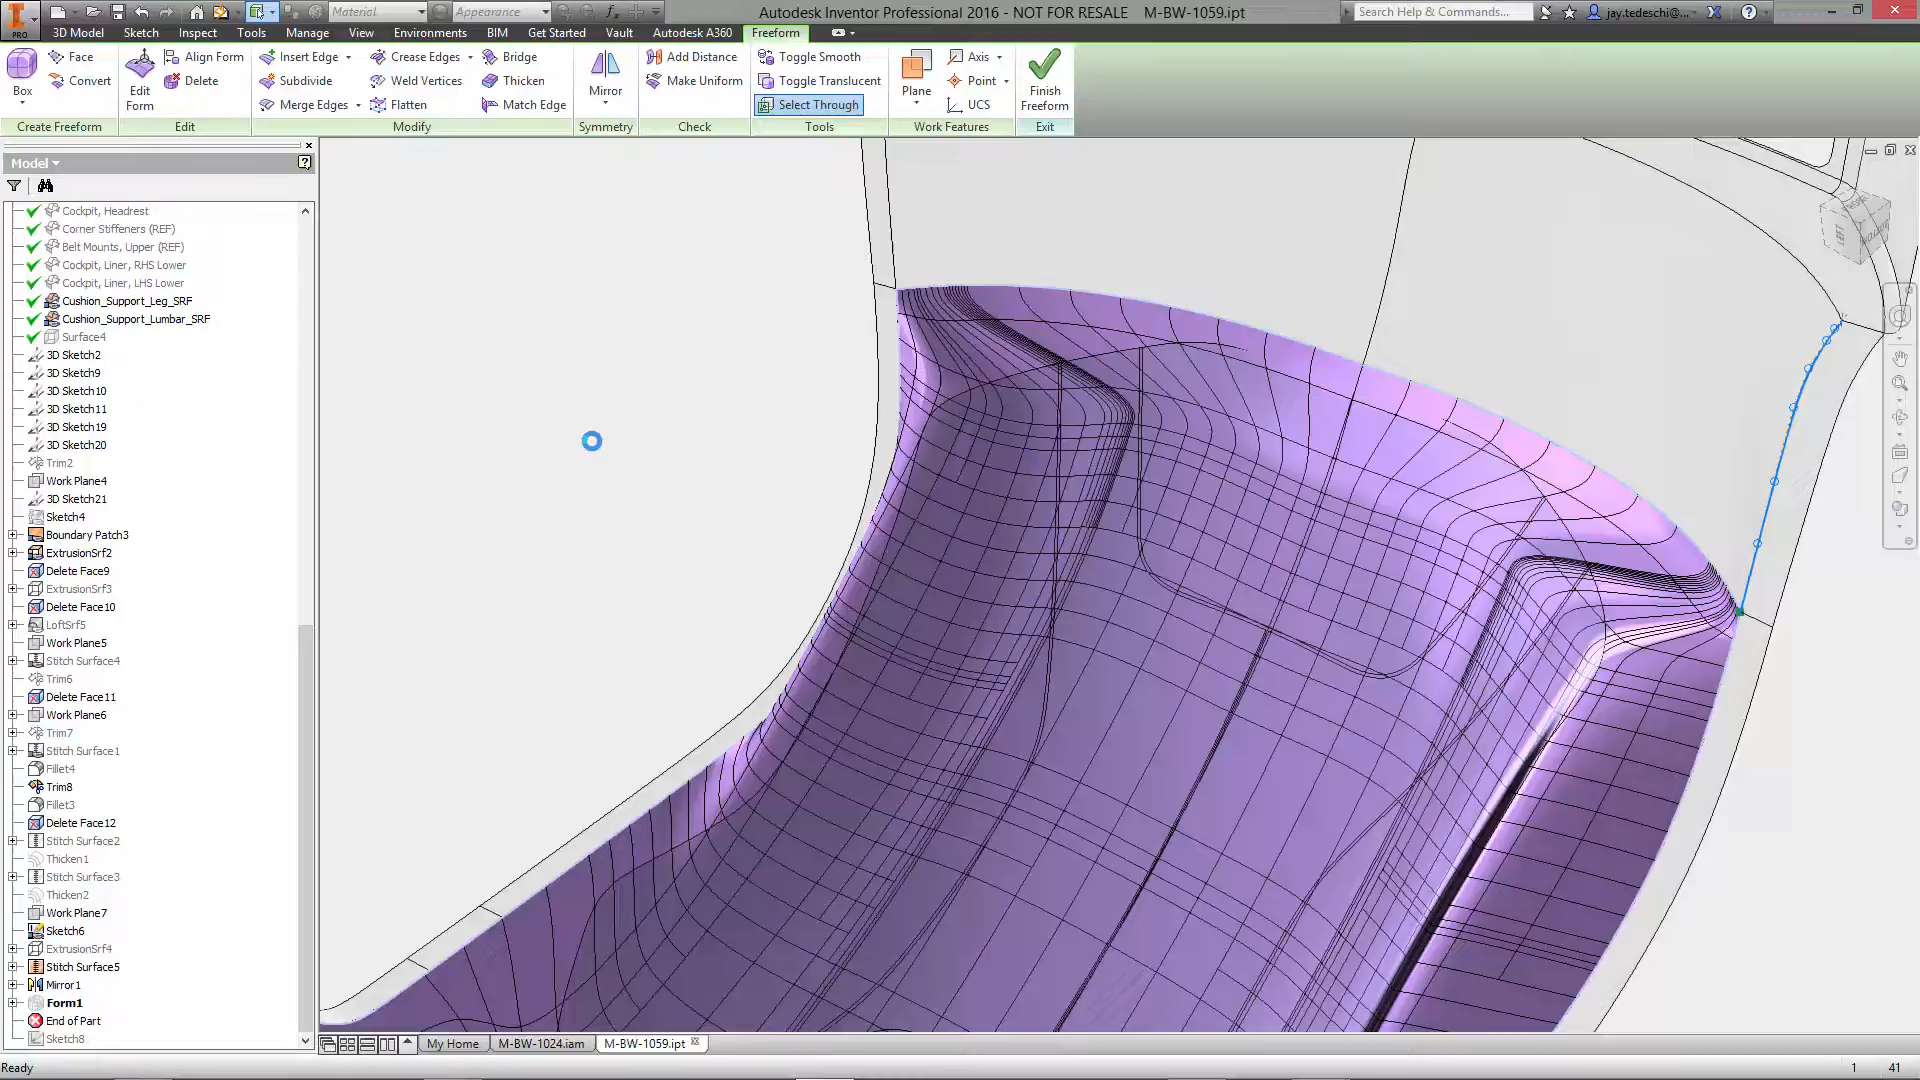 Material
Appearance
Autodesk Inventor Professional 2016 - NOT FOR RESALE M-BW-1059.ipt
Search Help & Commands...
jay.tedeschi@...
PRO
3D Model Sketch Inspect Tools Manage View Environments BIM Get Started Vault Autodesk A360 Freeform
Box
Face
Convert
Create Freeform
Edit Form
Align Form
Delete
Edit
Insert Edge
Subdivide
Merge Edges
Crease Edges
Weld Vertices
Flatten
Bridge
Thicken
Match Edge
Modify
Mirror
Symmetry
Add Distance
Make Uniform
Check
Toggle Smooth
Toggle Translucent
Select Through
Tools
Plane
Axis
Point
UCS
Work Features
Finish Freeform
Exit
Model
Cockpit, Headrest
Corner Stiffeners (REF)
Belt Mounts, Upper (REF)
Cockpit, Liner, RHS Lower
Cockpit, Liner, LHS Lower
Cushion_Support_Leg_SRF
Cushion_Support_Lumbar_SRF
Surface4
3D Sketch2
3D Sketch9
3D Sketch10
3D Sketch11
3D Sketch19
3D Sketch20
Trim2
Work Plane4
3D Sketch21
Sketch4
Boundary Patch3
ExtrusionSrf2
Delete Face9
ExtrusionSrf3
Delete Face10
LoftSrf5
Work Plane5
Stitch Surface4
Trim6
Delete Face11
Work Plane6
Trim7
Stitch Surface1
Fillet4
Trim8
Fillet3
Delete Face12
Stitch Surface2
Thicken1
Stitch Surface3
Thicken2
Work Plane7
Sketch6
ExtrusionSrf4
Stitch Surface5
Mirror1
Form1
End of Part
Sketch8
My Home M-BW-1024.iam M-BW-1059.ipt
Ready
1 41